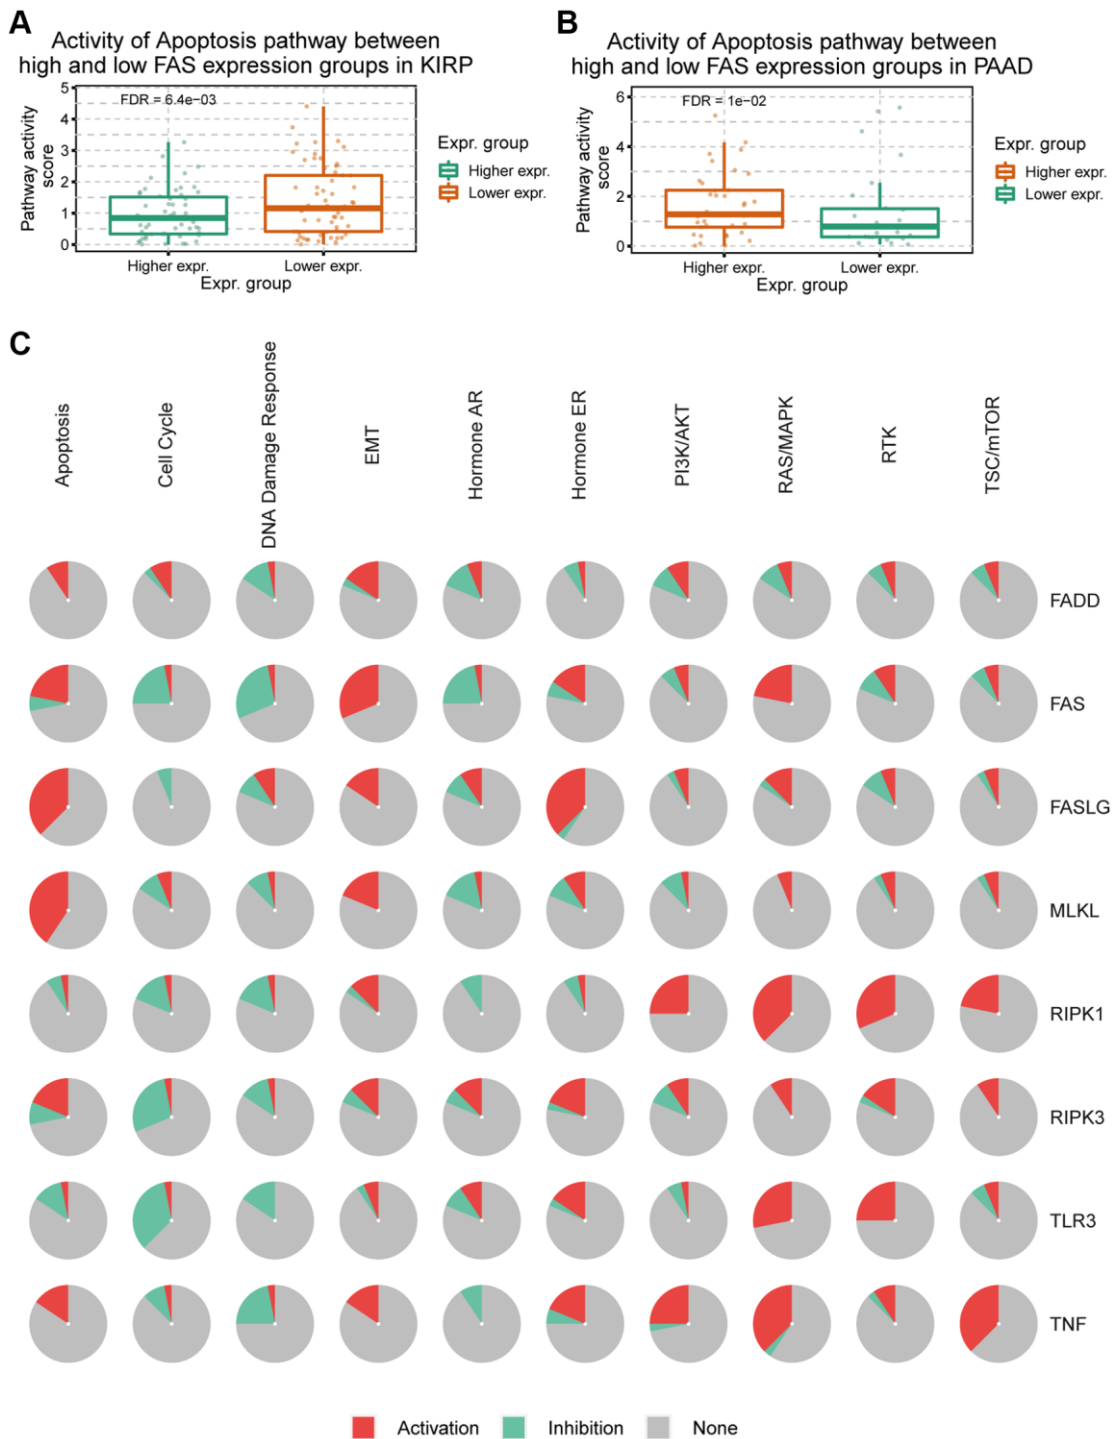 A
Activity of Apoptosis pathway between
high and low FAS expression groups in KIRP
FDR = 6.4e−03
5
4
3
2
1
0
Pathway activity
score
Higher expr.
Lower expr.
Expr. group
Expr. group
Higher expr.
Lower expr.
B
Activity of Apoptosis pathway between
high and low FAS expression groups in PAAD
FDR = 1e−02
6
4
2
0
Pathway activity
score
Higher expr.
Lower expr.
Expr. group
Expr. group
Higher expr.
Lower expr.
C
Apoptosis
Cell Cycle
DNA Damage Response
EMT
Hormone AR
Hormone ER
PI3K/AKT
RAS/MAPK
RTK
TSC/mTOR
FADD
FAS
FASLG
MLKL
RIPK1
RIPK3
TLR3
TNF
Activation
Inhibition
None